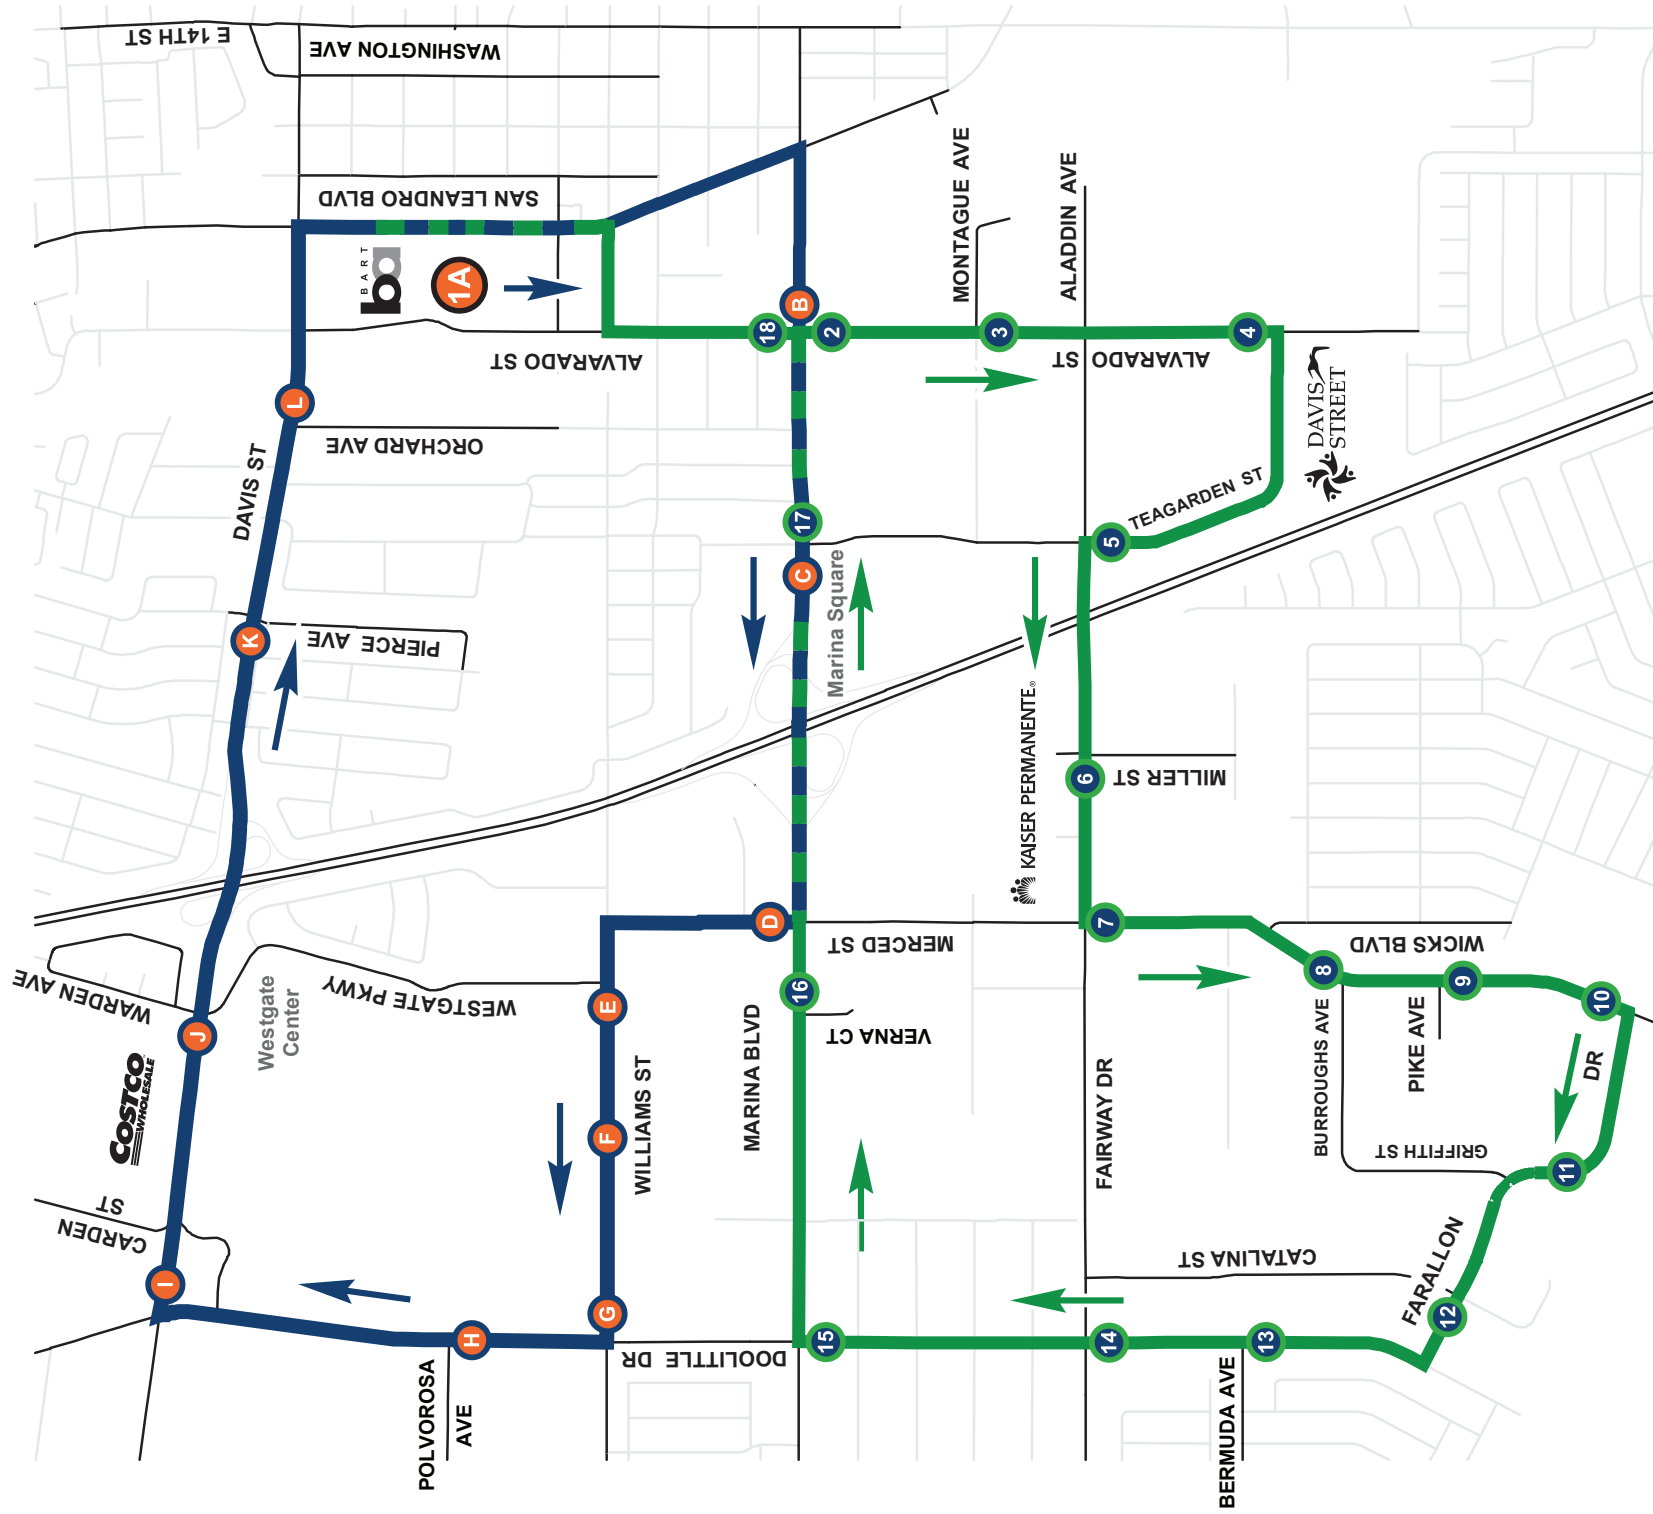 E 14TH ST
WASHINGTON AVE
SAN LEANDRO BLVD
BART
ba
1A
B
18
2
3
4
MONTAGUE AVE
ALADDIN AVE
ALVARADO ST
ALVARADO ST
L
ORCHARD AVE
DAVIS ST
DAVIS
STREET
TEAGARDEN ST
17
5
C
Marina Square
K
PIERCE AVE
KAISER PERMANENTE®
6
MILLER ST
D
7
MERCED ST
WICKS BLVD
WARDEN AVE
WESTGATE PKWY
Westgate
Center
J
E
16
8
9
10
VERNA CT
MARINA BLVD
BURROUGHS AVE
PIKE AVE
DR
COSTCO
WHOLESALE
F
WILLIAMS ST
FAIRWAY DR
GRIFFITH ST
11
CARDEN
ST
CATALINA ST
FARALLON
I
G
12
H
15
14
13
DOOLITTLE DR
POLVOROSA
AVE
BERMUDA AVE